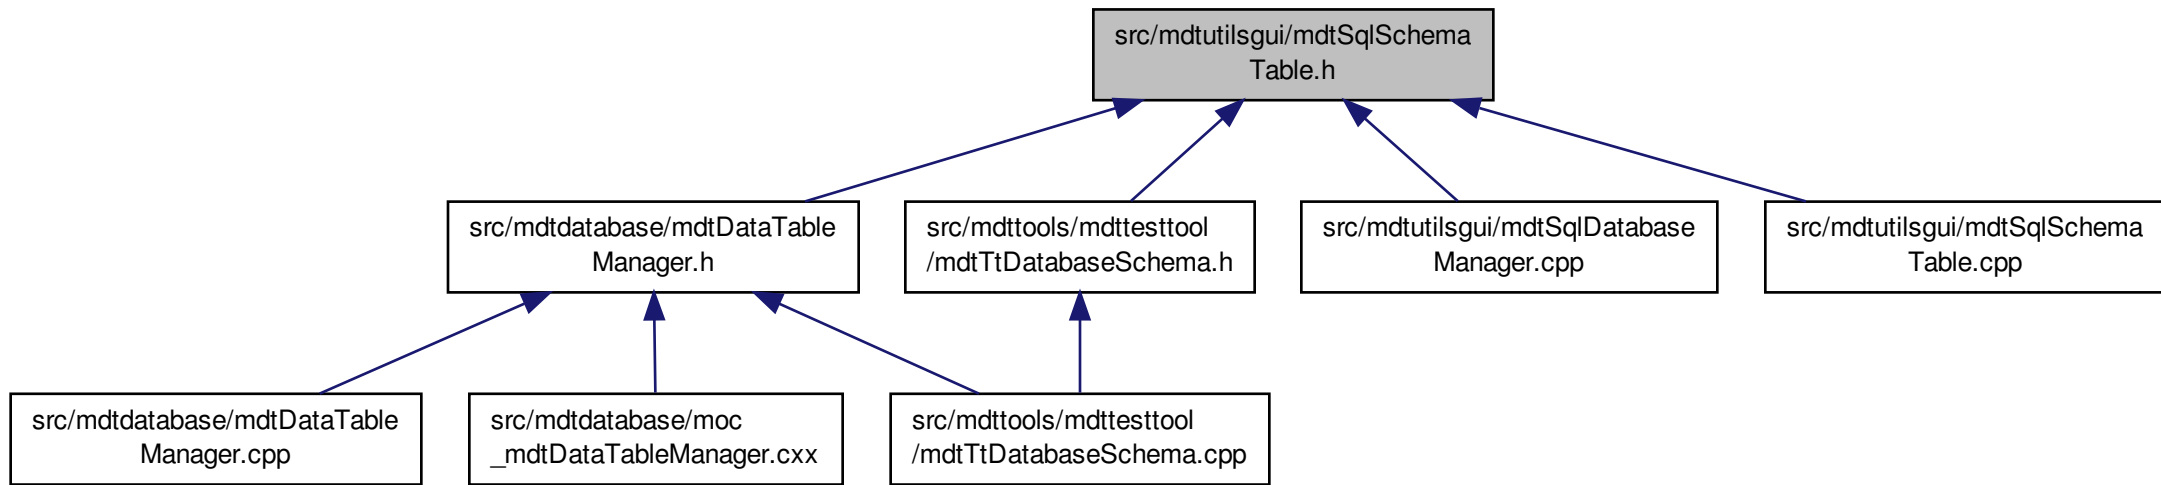 src/mdtutilsgui/mdtSqlSchema
Table.h
src/mdtdatabase/mdtDataTable
Manager.h
src/mdttools/mdttesttool
/mdtTtDatabaseSchema.h
src/mdtutilsgui/mdtSqlDatabase
Manager.cpp
src/mdtutilsgui/mdtSqlSchema
Table.cpp
src/mdtdatabase/mdtDataTable
Manager.cpp
src/mdtdatabase/moc
_mdtDataTableManager.cxx
src/mdttools/mdttesttool
/mdtTtDatabaseSchema.cpp